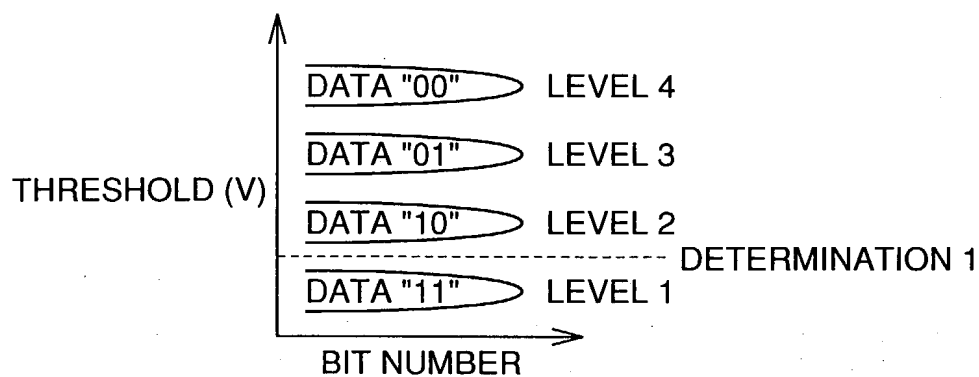 DATA "00" LEVEL 4
DATA "01" LEVEL 3
THRESHOLD (V)
DATA "10" LEVEL 2
DETERMINATION 1
DATA "11" LEVEL 1
BIT NUMBER